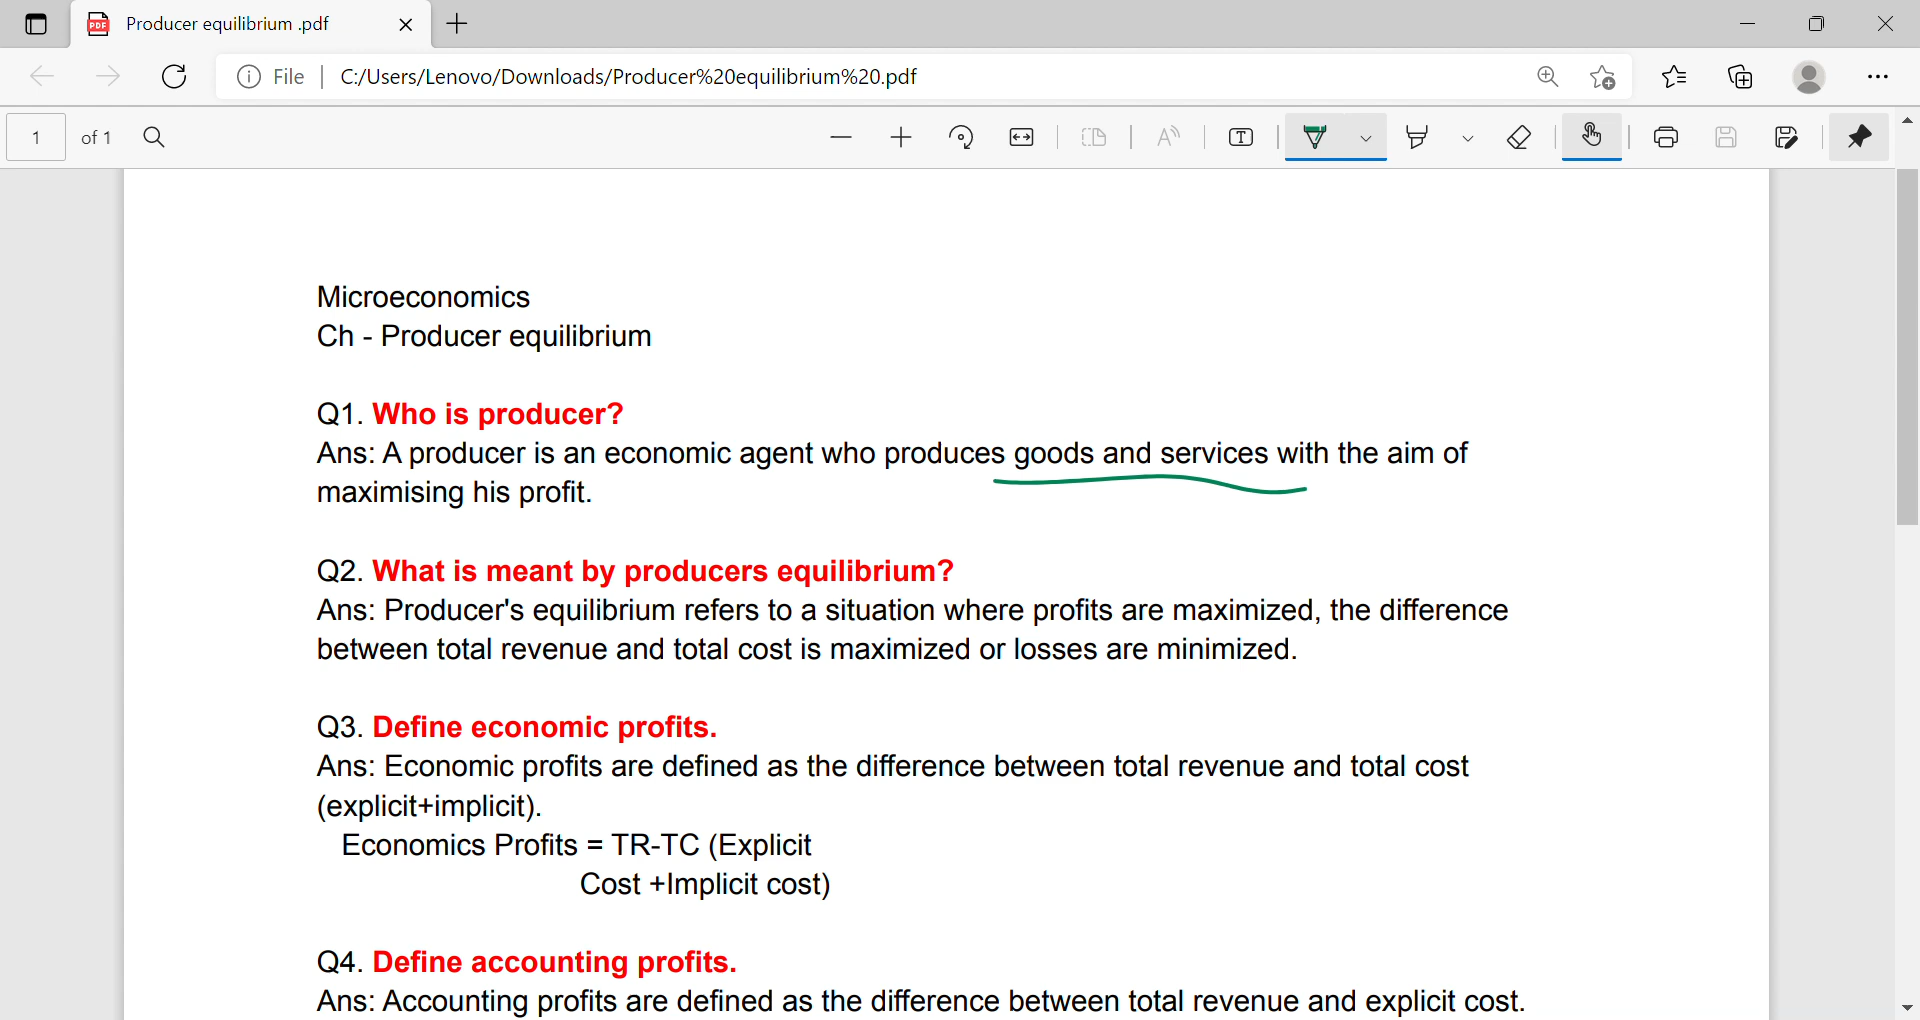 Producer equilibrium .pdf
File C:/Users/Lenovo/Downloads/Producer%20equilibrium%20.pdf
1 of 1
Microeconomics
Ch - Producer equilibrium
Q1. Who is producer?
Ans: A producer is an economic agent who produces goods and services with the aim of
maximising his profit.
Q2. What is meant by producers equilibrium?
Ans: Producer's equilibrium refers to a situation where profits are maximized, the difference
between total revenue and total cost is maximized or losses are minimized.
Q3. Define economic profits.
Ans: Economic profits are defined as the difference between total revenue and total cost
(explicit+implicit).
Economics Profits = TR-TC (Explicit
Cost +Implicit cost)
Q4. Define accounting profits.
Ans: Accounting profits are defined as the difference between total revenue and explicit cost.